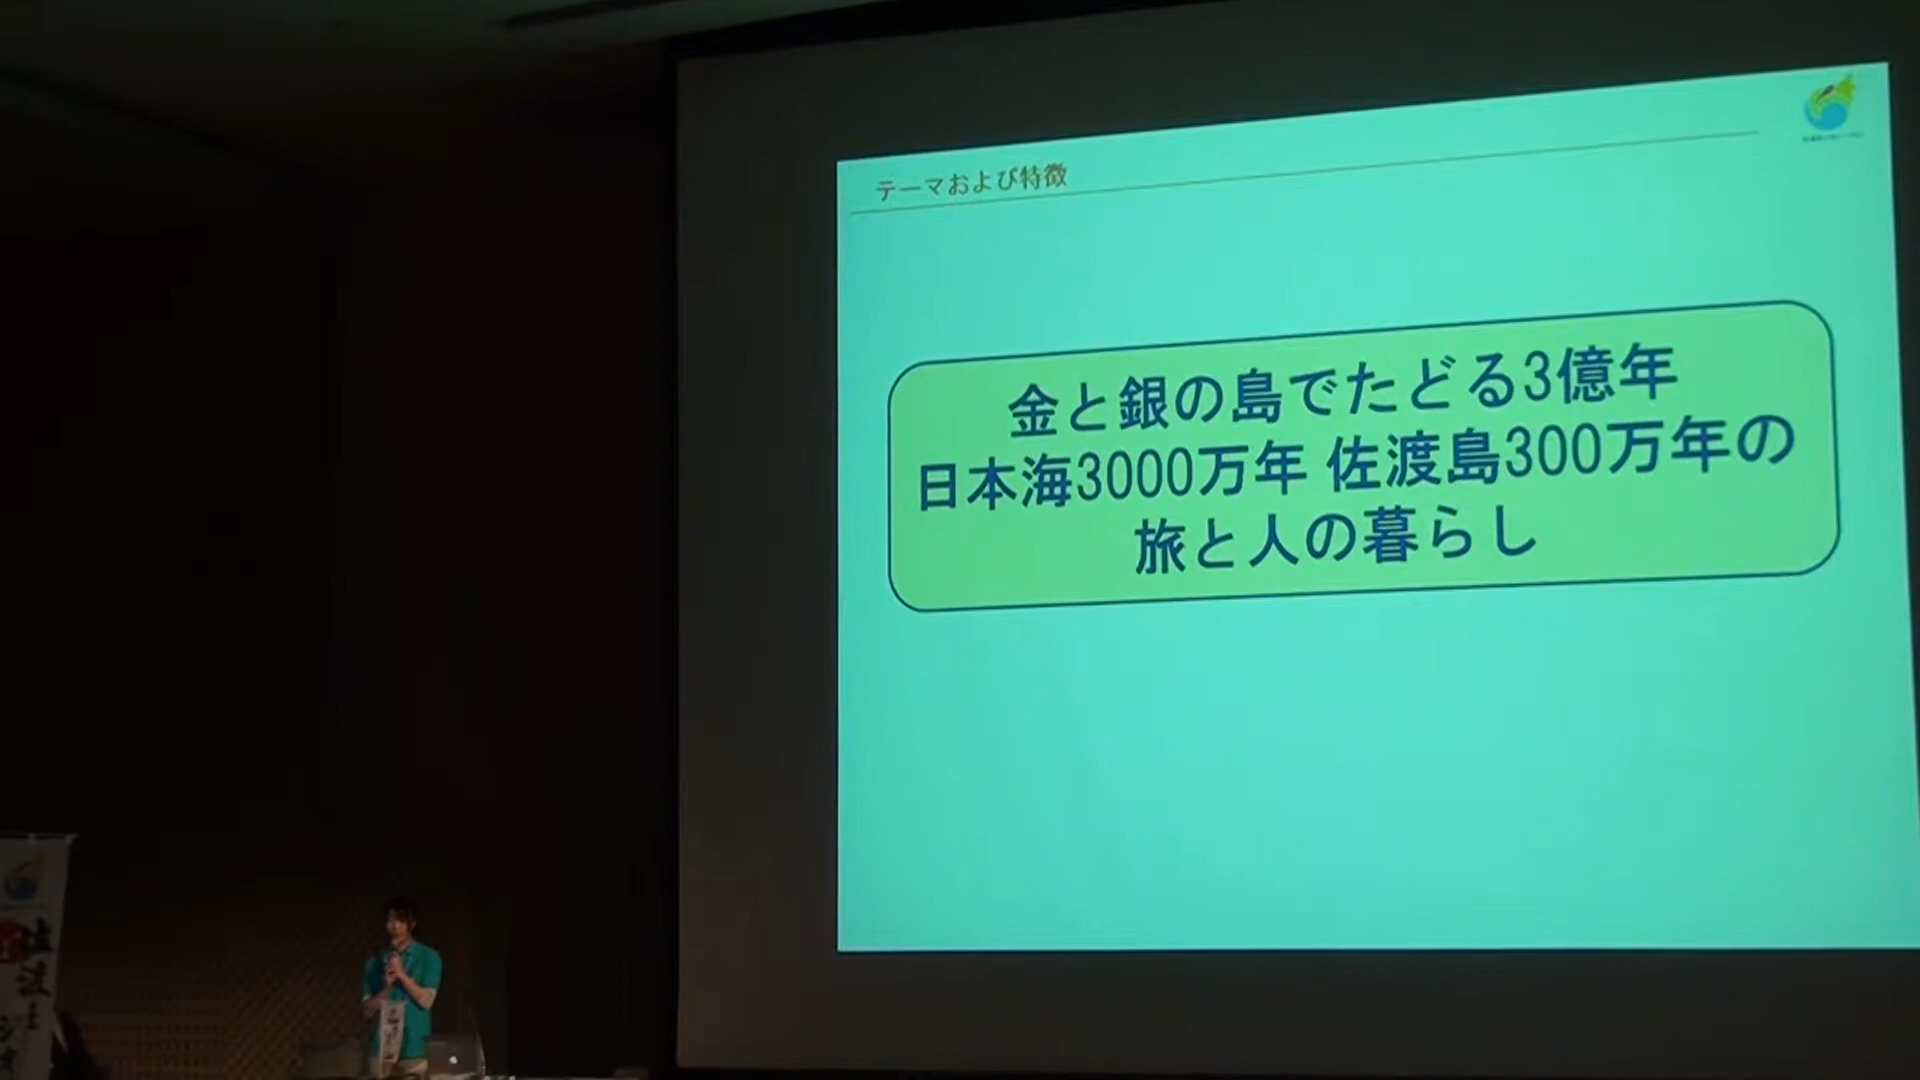 テーマおよび特徴
金と銀の島でたどる3億年
日本海3000万年 佐渡島300万年の
旅と人の暮らし
佐渡